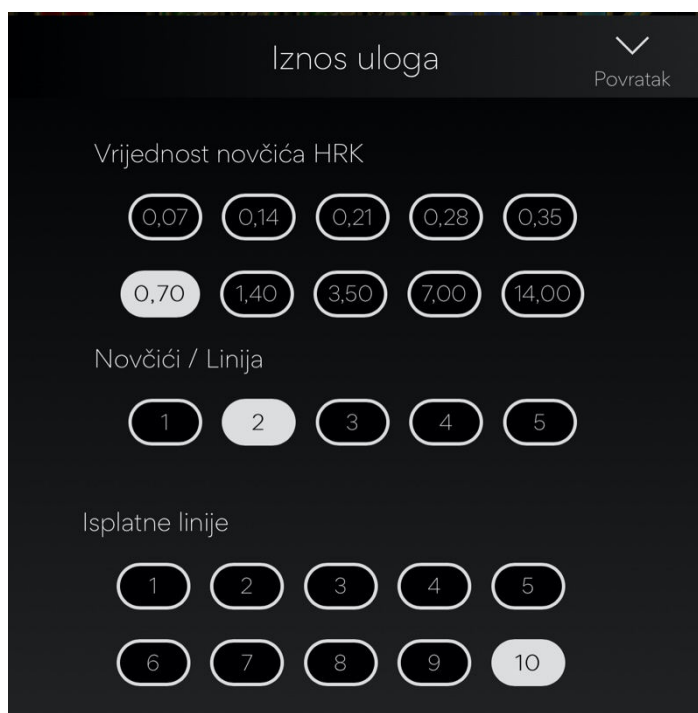 Iznos uloga
Povratak
Vrijednost novčića HRK
0,07 0,14 0,21 0,28 0,35
0,70 1,40 3,50 7,00 14,00
Novčići / Linija
1 2 3 4 5
Isplatne linije
1 2 3 4 5
6 7 8 9 10